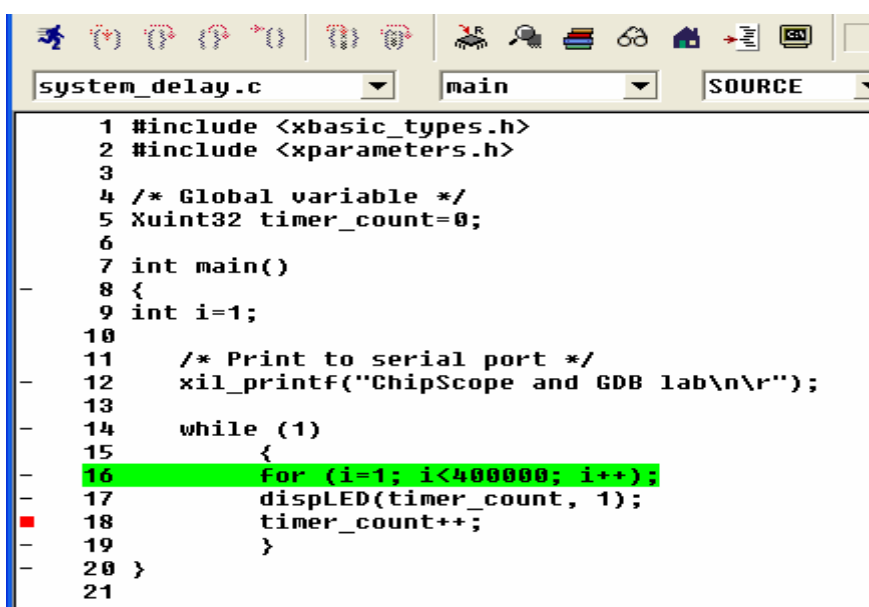 system_delay.c main SOURCE
1 #include <xbasic_types.h>
2 #include <xparameters.h>
3
4 /* Global variable */
5 Xuint32 timer_count=0;
6
7 int main()
8 {
9 int i=1;
10
11 /* Print to serial port */
12 xil_printf("ChipScope and GDB lab\n\r");
13
14 while (1)
15 {
16 for (i=1; i<400000; i++);
17 dispLED(timer_count, 1);
18 timer_count++;
19 }
20 }
21